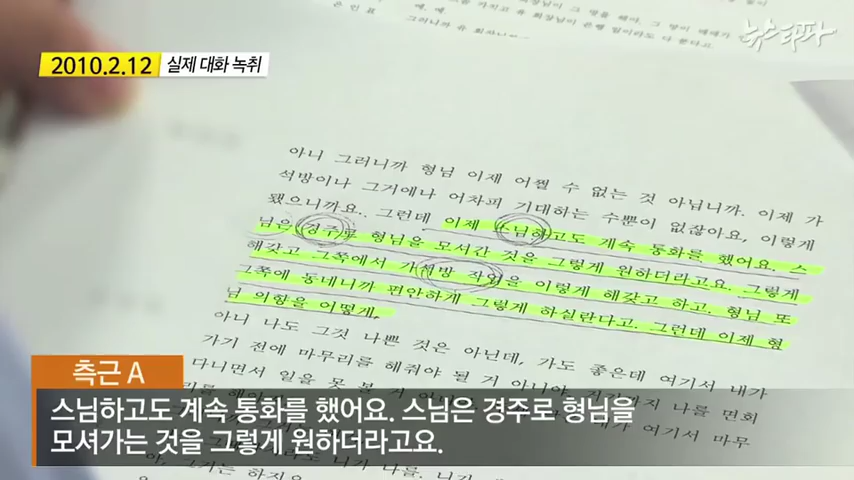 뉴스타파
2010.2.12 실제 대화 녹취
아니 그러니까 형님 이제 어쩔 수 없는 것 아닙니까. 이제 가
석방이나 그거에나 어차피 기대하는 수뿐이 없잖아요, 이렇게
됐으니까요.. 그런데 이제 스님하고도 계속 통화를 했어요. 스
님은 경주로 형님을 모셔간 것을 그렇게 원하더라고요. 그렇게
해갖고 그쪽에서 가석방 작업을 이렇게 해갖고 하고. 형님 또
그쪽에 동네니까 편안하게 그렇게 하실란다고. 그런데 이제 형
님 의향을 어떻게,
아니 나도 그것 나쁜 것은 아닌데, 가도 좋은데 여기서 내가
가기 전에 마무리를 해줘야 될 거 아니야.
다니면서 일을 못 볼
측근 A
스님하고도 계속 통화를 했어요. 스님은 경주로 형님을
모셔가는 것을 그렇게 원하더라고요.